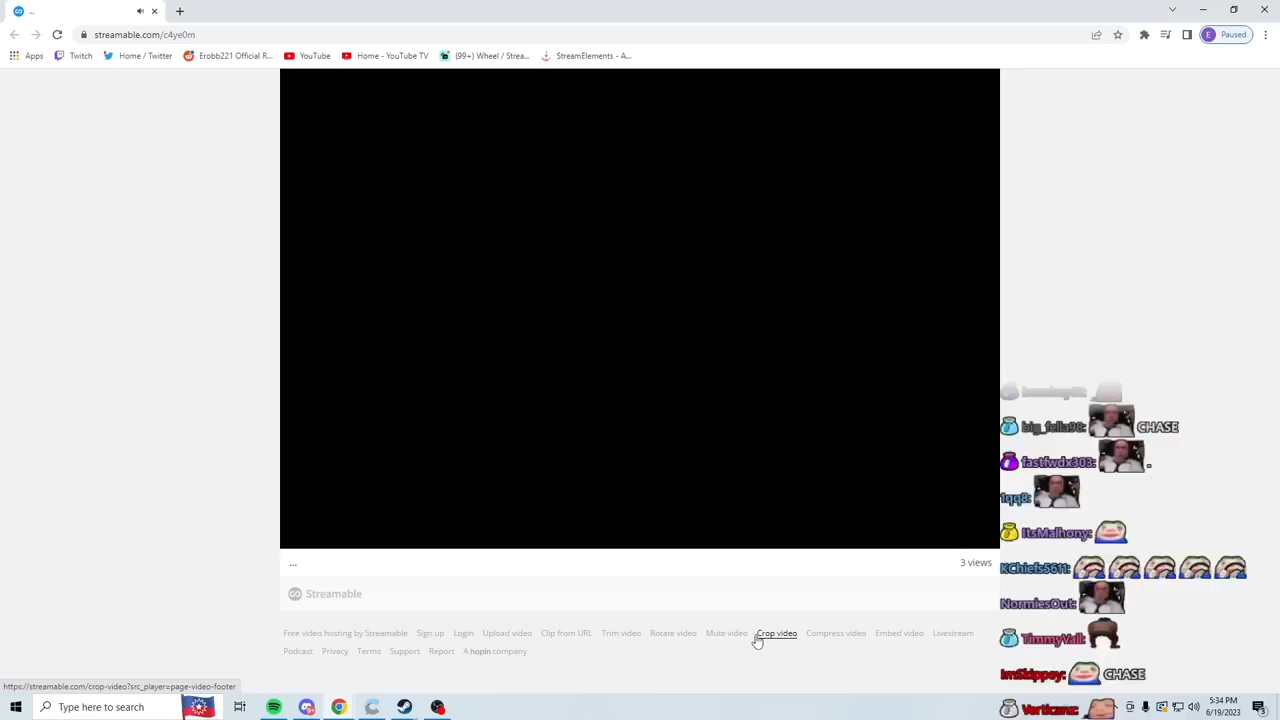 ...
streamable.com/c4ye0m
Paused
Apps Twitch Home / Twitter Erobb221 Official R... YouTube Home - YouTube TV (99+) Wheel / Strea... StreamElements - A...
big_fella98: CHASE
fastfwdx303: .
1qq8:
ItsMalhony:
KChiefs5611:
NormiesOut:
TimmyVall:
ImSkippey: CHASE
Verticanz:
... 3 views
Streamable
Free video hosting by Streamable Sign up Login Upload video Clip from URL Trim video Rotate video Mute video Crop video Compress video Embed video Livestream
Podcast Privacy Terms Support Report A hopin company
https://streamable.com/crop-video?src_player=page-video-footer
Type here to search
5:34 PM
6/19/2023